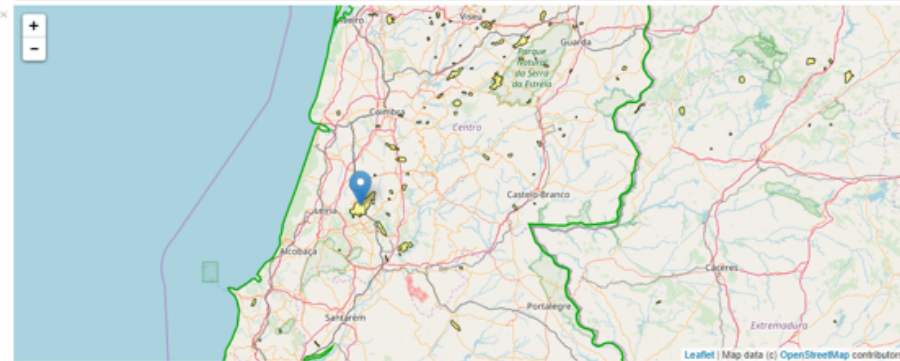 +
−
Viseu
Guarda
Parque
Natural
da Serra
da Estrela
Coimbra
Centro
Castelo Branco
Leiria
Alcobaça
Cáceres
Portalegre
Santarém
Extremadura
Leaflet | Map data (c) OpenStreetMap contributors